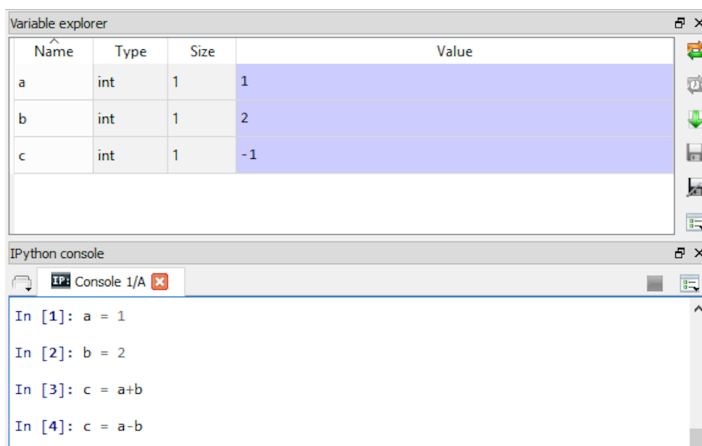 Variable explorer
Name Type Size Value
a int 1 1
b int 1 2
c int 1 -1
IPython console
IP: Console 1/A
In [1]: a = 1
In [2]: b = 2
In [3]: c = a+b
In [4]: c = a-b